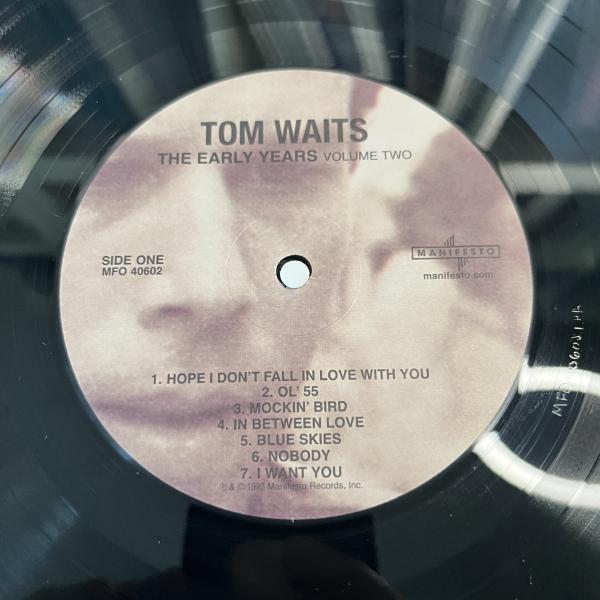 TOM WAITS
THE EARLY YEARS VOLUME TWO
SIDE ONE
MFO 40602
MANIFESTO
manifesto.com
1. HOPE I DON'T FALL IN LOVE WITH YOU
2. OL' 55
3. MOCKIN' BIRD
4. IN BETWEEN LOVE
5. BLUE SKIES
6. NOBODY
7. I WANT YOU
℗ & © 1993 Manifesto Records, Inc.